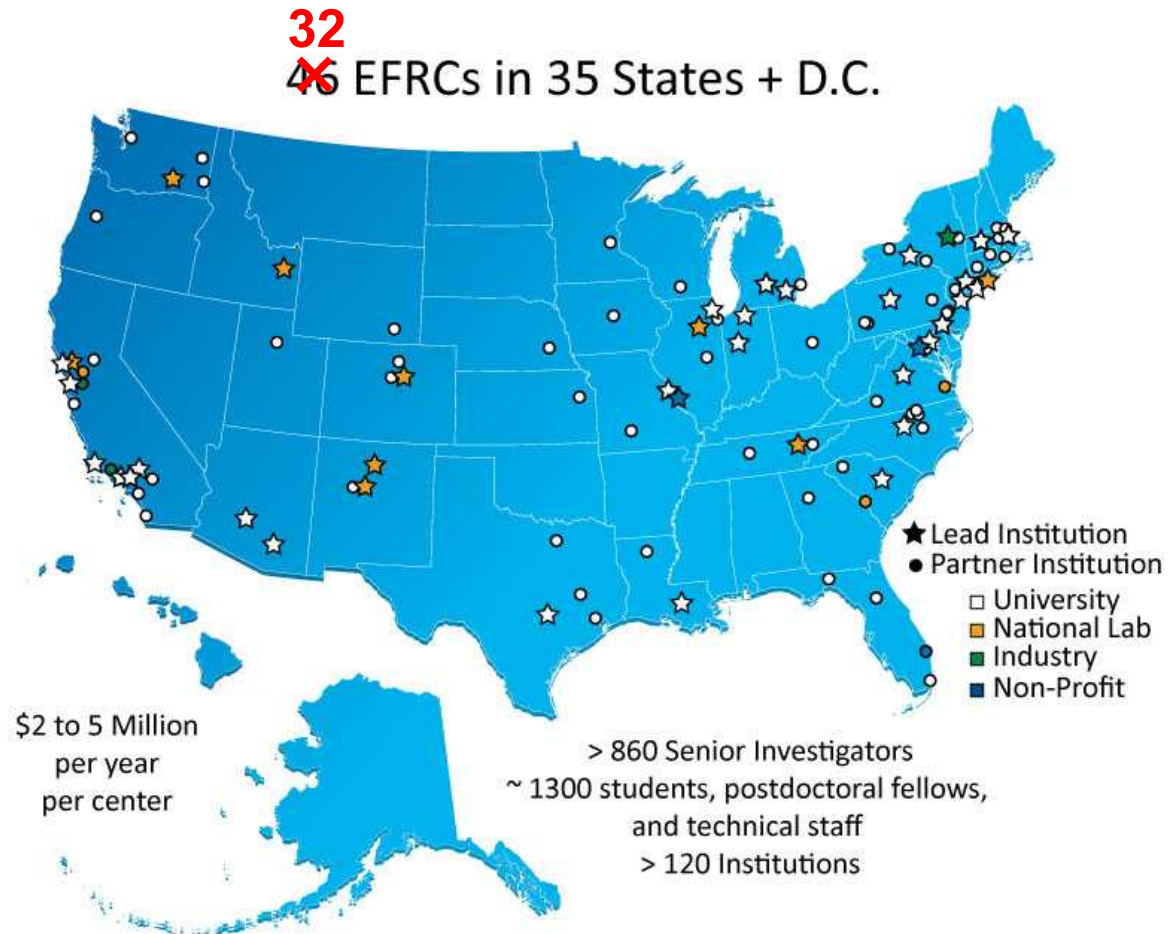 32
46 EFRCs in 35 States + D.C.
Lead Institution
Partner Institution
University
National Lab
Industry
Non-Profit
$2 to 5 Million
per year
per center
> 860 Senior Investigators
~ 1300 students, postdoctoral fellows,
and technical staff
> 120 Institutions